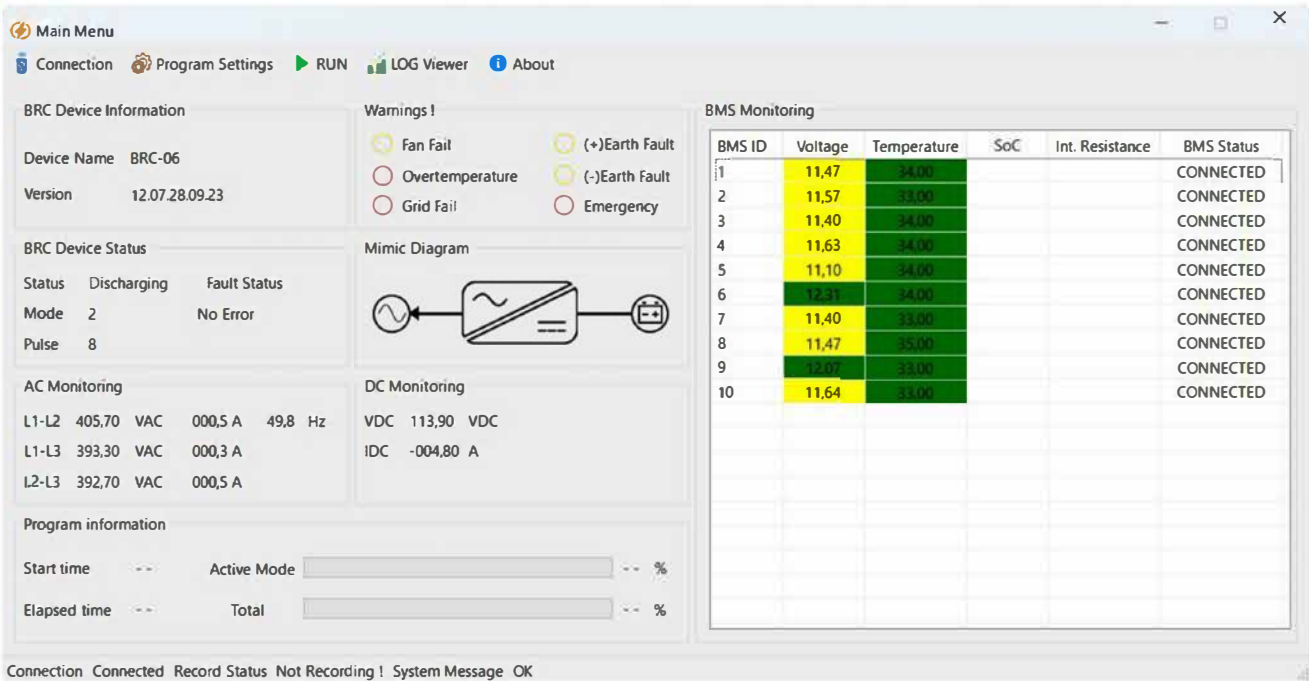 Main Menu
Connection Program Settings RUN LOG Viewer About
BRC Device Information
Device Name BRC-06
Version 12.07.28.09.23
Warnings !
Fan Fail (+)Earth Fault
Overtemperature (-)Earth Fault
Grid Fail Emergency
BRC Device Status
Status Discharging Fault Status
Mode 2 No Error
Pulse 8
Mimic Diagram
AC Monitoring
L1-L2 405,70 VAC 000,5 A 49,8 Hz
L1-L3 393,30 VAC 000,3 A
L2-L3 392,70 VAC 000,5 A
DC Monitoring
VDC 113,90 VDC
IDC -004,80 A
Program information
Start time -- Active Mode -- %
Elapsed time -- Total -- %
BMS Monitoring
BMS ID Voltage Temperature SoC Int. Resistance BMS Status
1 11,47 34,00 CONNECTED
2 11,57 33,00 CONNECTED
3 11,40 34,00 CONNECTED
4 11,63 34,00 CONNECTED
5 11,10 34,00 CONNECTED
6 12,31 34,00 CONNECTED
7 11,40 33,00 CONNECTED
8 11,47 35,00 CONNECTED
9 12,07 33,00 CONNECTED
10 11,64 33,00 CONNECTED
Connection Connected Record Status Not Recording ! System Message OK